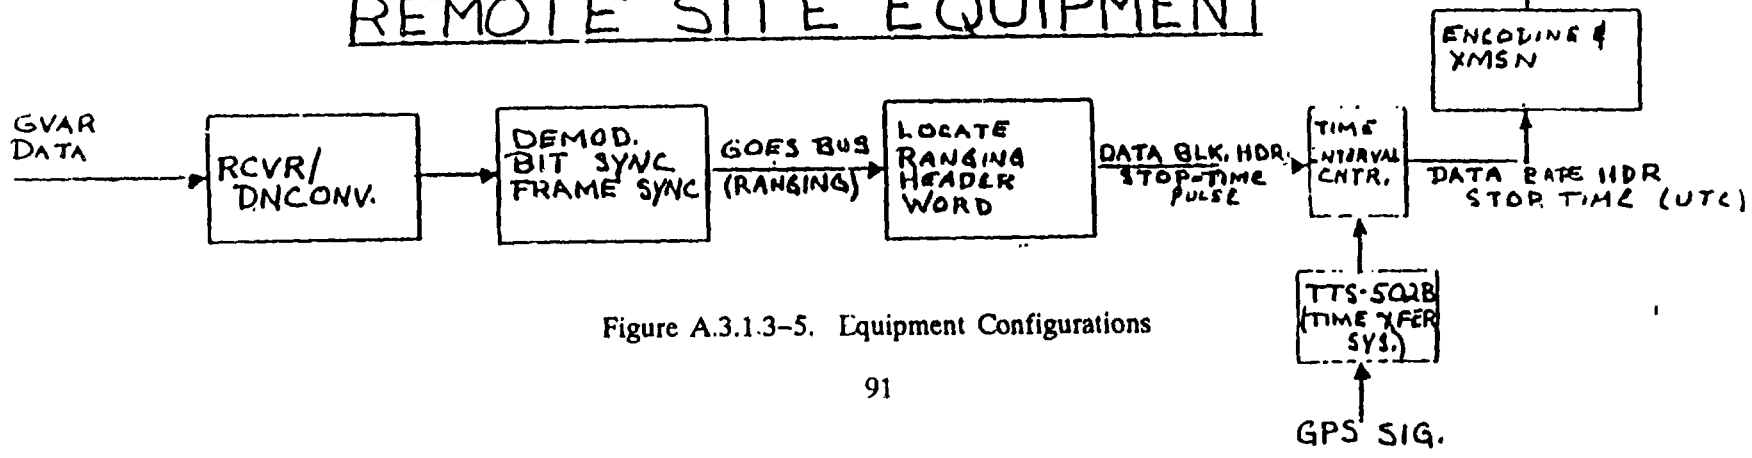 REMOTE SITE EQUIPMENT
ENCODING &
XMSN
GVAR
DATA
RCVR/
DNCONV.
DEMOD.
BIT SYNC
FRAME SYNC
GOES BUS
(RANGING)
LOCATE
RANGING
HEADER
WORD
DATA BLK. HDR.
STOP-TIME
PULSE
TIME
INTERVAL
CNTR.
DATA RATE HDR
STOP TIME (UTC)
TTS-502B
(TIME XFER
SYS.)
GPS SIG.
Figure A.3.1.3-5. Equipment Configurations
91